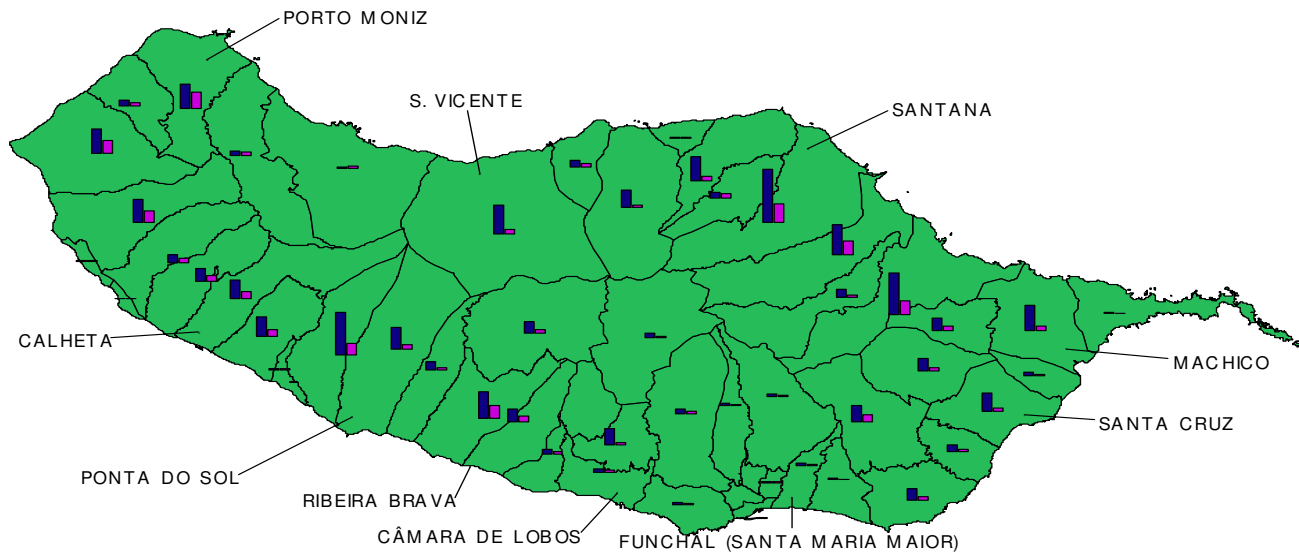 PORTO MONIZ
S. VICENTE
SANTANA
CALHETA
MACHICO
SANTA CRUZ
PONTA DO SOL
RIBEIRA BRAVA
CÂMARA DE LOBOS
FUNCHAL (SANTA MARIA MAIOR)